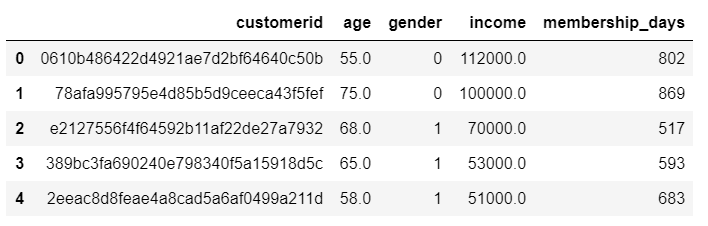 customerid age gender income membership_days
0 0610b486422d4921ae7d2bf64640c50b 55.0 0 112000.0 802
1 78afa995795e4d85b5d9ceeca43f5fef 75.0 0 100000.0 869
2 e2127556f4f64592b11af22de27a7932 68.0 1 70000.0 517
3 389bc3fa690240e798340f5a15918d5c 65.0 1 53000.0 593
4 2eeac8d8feae4a8cad5a6af0499a211d 58.0 1 51000.0 683